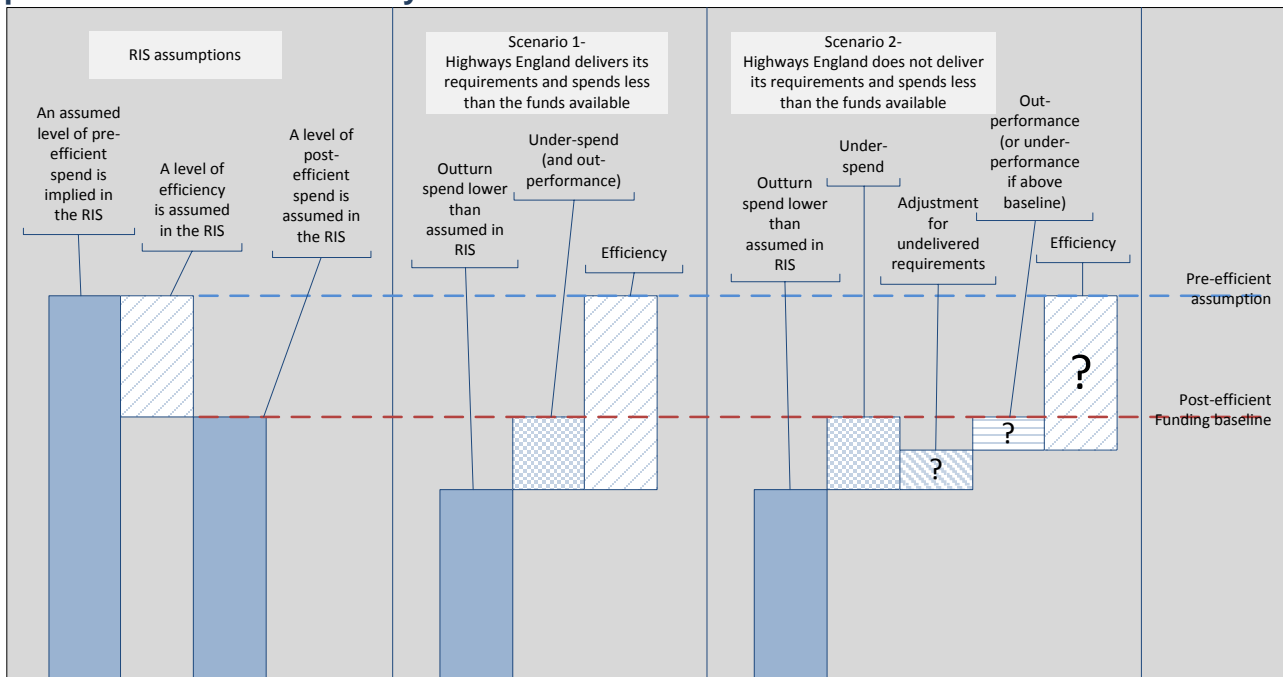 RIS assumptions
An assumed
level of pre-
efficient
spend is
implied in
the RIS
A level of
efficiency
is assumed
in the RIS
A level of
post-
efficient
spend is
assumed in
the RIS
Scenario 1-
Highways England delivers its
requirements and spends less
than the funds available
Outturn
spend lower
than
assumed in
RIS
Under-spend
(and out-
performance)
Efficiency
Scenario 2-
Highways England does not deliver
its requirements and spends less
than the funds available
Outturn
spend lower
than
assumed in
RIS
Under-
spend
Adjustment
for
undelivered
requirements
Out-
performance
(or under-
performance
if above
baseline)
Efficiency
?
?
?
Pre-efficient
assumption
Post-efficient
Funding baseline